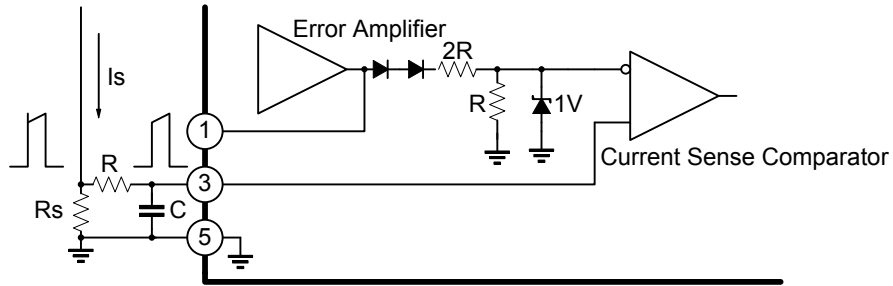 Error Amplifier
2R
Is
R
1V
1
Current Sense Comparator
R
3
Rs
C
5